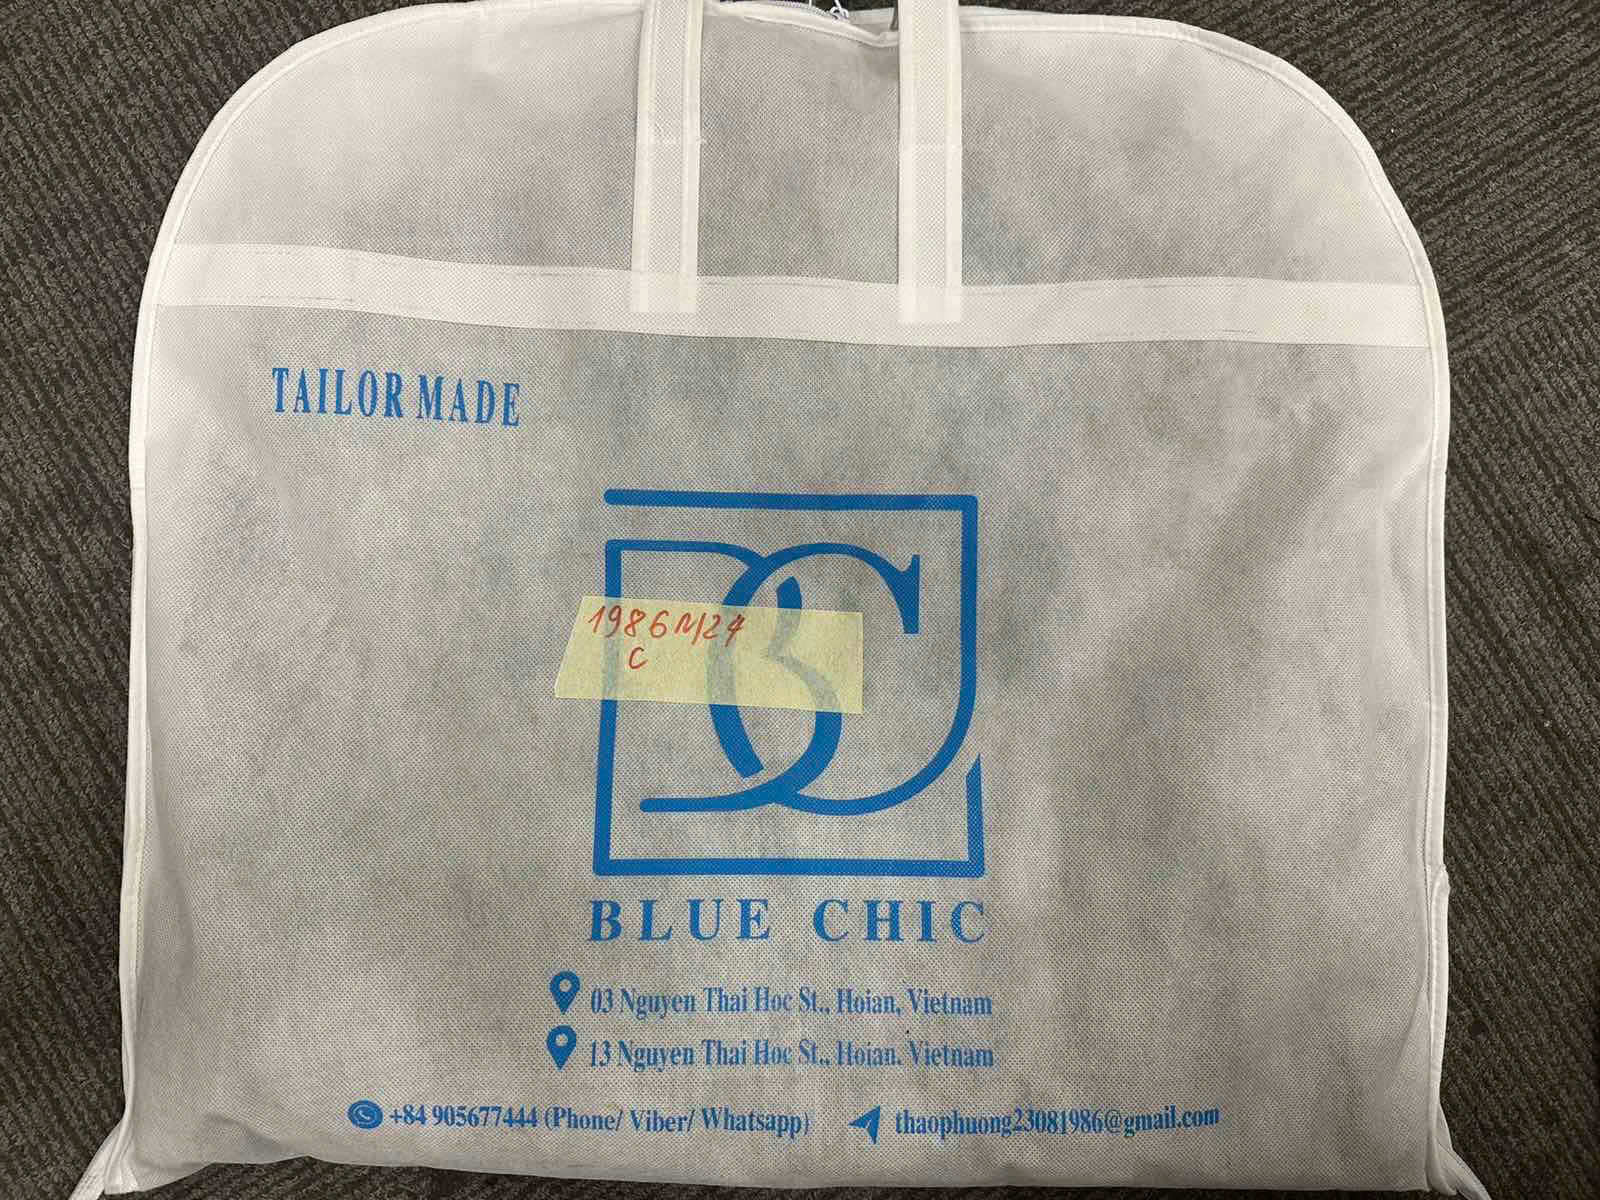 TAILOR MADE
BC
1986N/24
C
BLUE CHIC
03 Nguyen Thai Hoc St., Hoian, Vietnam
13 Nguyen Thai Hoc St., Hoian. Vietnam
+84 905677444 (Phone/ Viber/ Whatsapp)
thaophuong23081986@gmail.com